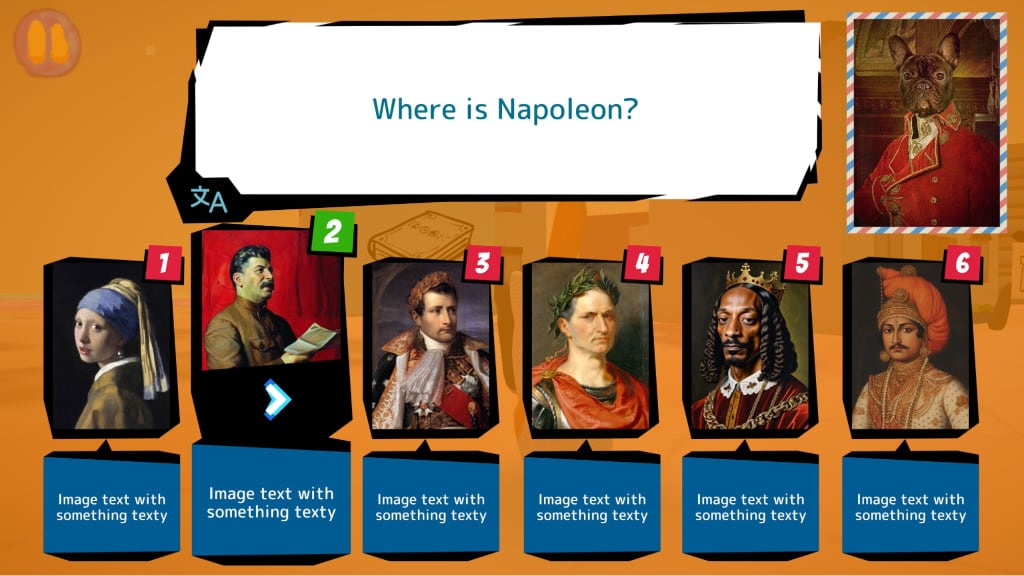 Where is Napoleon?
文A
BOOK
1
2
3
4
5
6
Image text with
something texty
Image text with
something texty
Image text with
something texty
Image text with
something texty
Image text with
something texty
Image text with
something texty